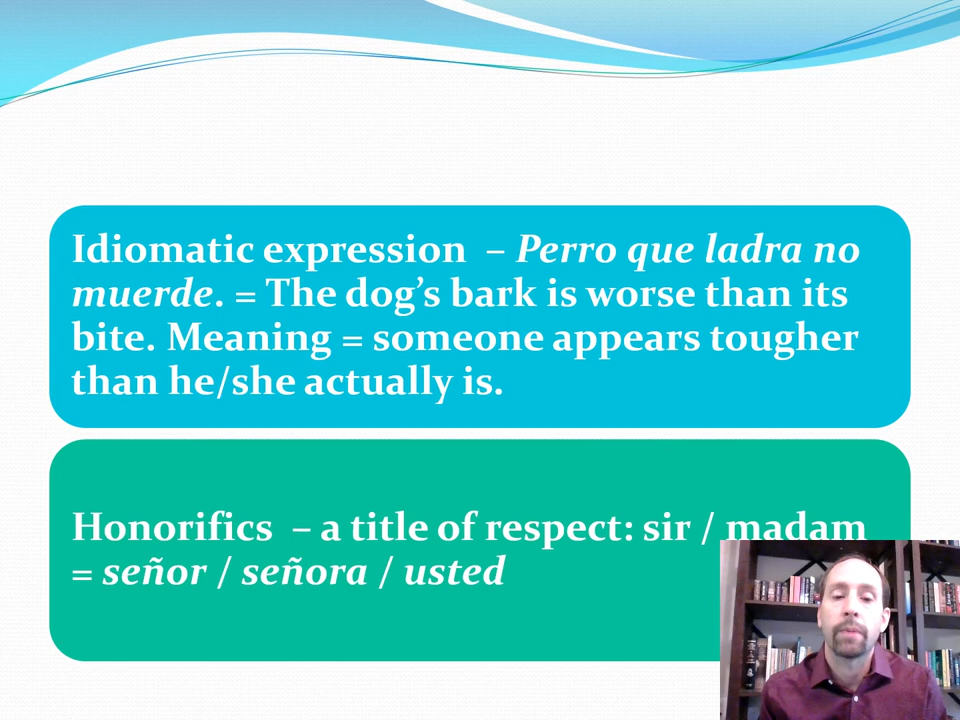 Idiomatic expression – Perro que ladra no
muerde. = The dog’s bark is worse than its
bite. Meaning = someone appears tougher
than he/she actually is.
Honorifics – a title of respect: sir / madam
= señor / señora / usted